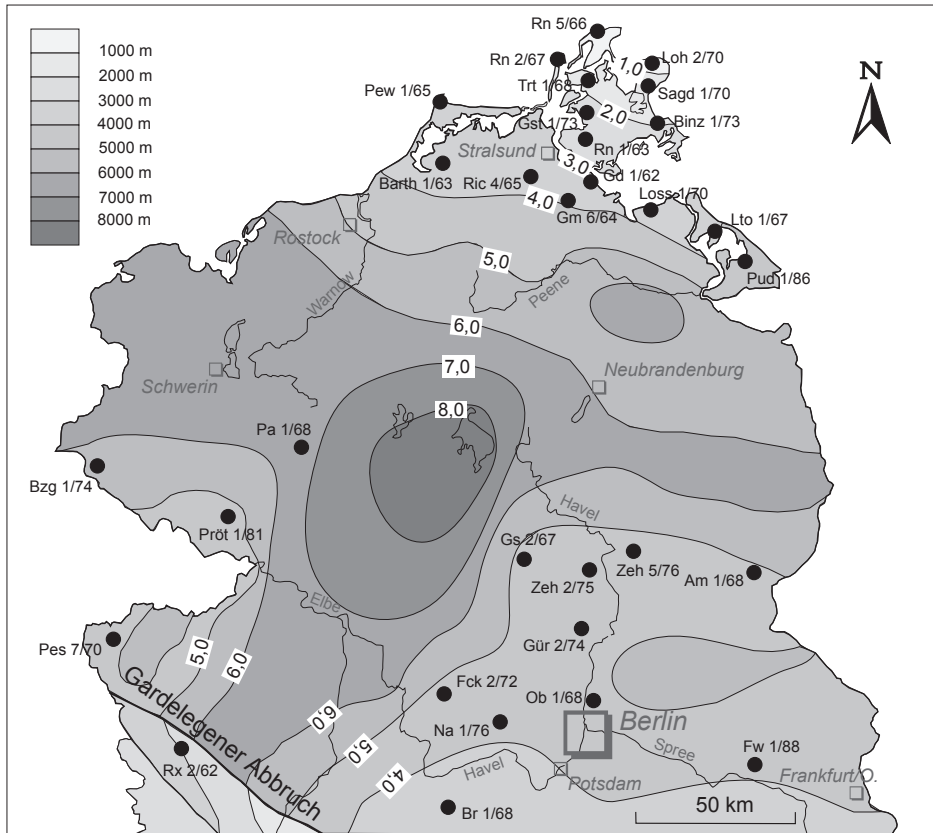 Rn 5/66
1000 m
2000 m
3000 m
4000 m
5000 m
6000 m
7000 m
8000 m
Rn 2/67
1,0
Loh 2/70
N
Trt 1/68
Sagd 1/70
Pew 1/65
2,0
Gst 1/73
Binz 1/73
Stralsund
Rn 1/63
3,0
Barth 1/63
Ric 4/65
Gd 1/62
4,0
Loss 1/70
Gm 6/64
Lto 1/67
Rostock
5,0
Pud 1/86
Warnow
Peene
6,0
7,0
Neubrandenburg
Schwerin
8,0
Pa 1/68
Bzg 1/74
Havel
Pröt 1/81
Gs 2/67
Zeh 5/76
Zeh 2/75
Am 1/68
Elbe
Gür 2/74
Pes 7/70
5,0
6,0
Gardelegener Abbruch
Fck 2/72
Ob 1/68
6,0
Na 1/76
Berlin
5,0
Spree
Rx 2/62
4,0
Havel
Fw 1/88
Potsdam
Frankfurt/O.
Br 1/68
50 km